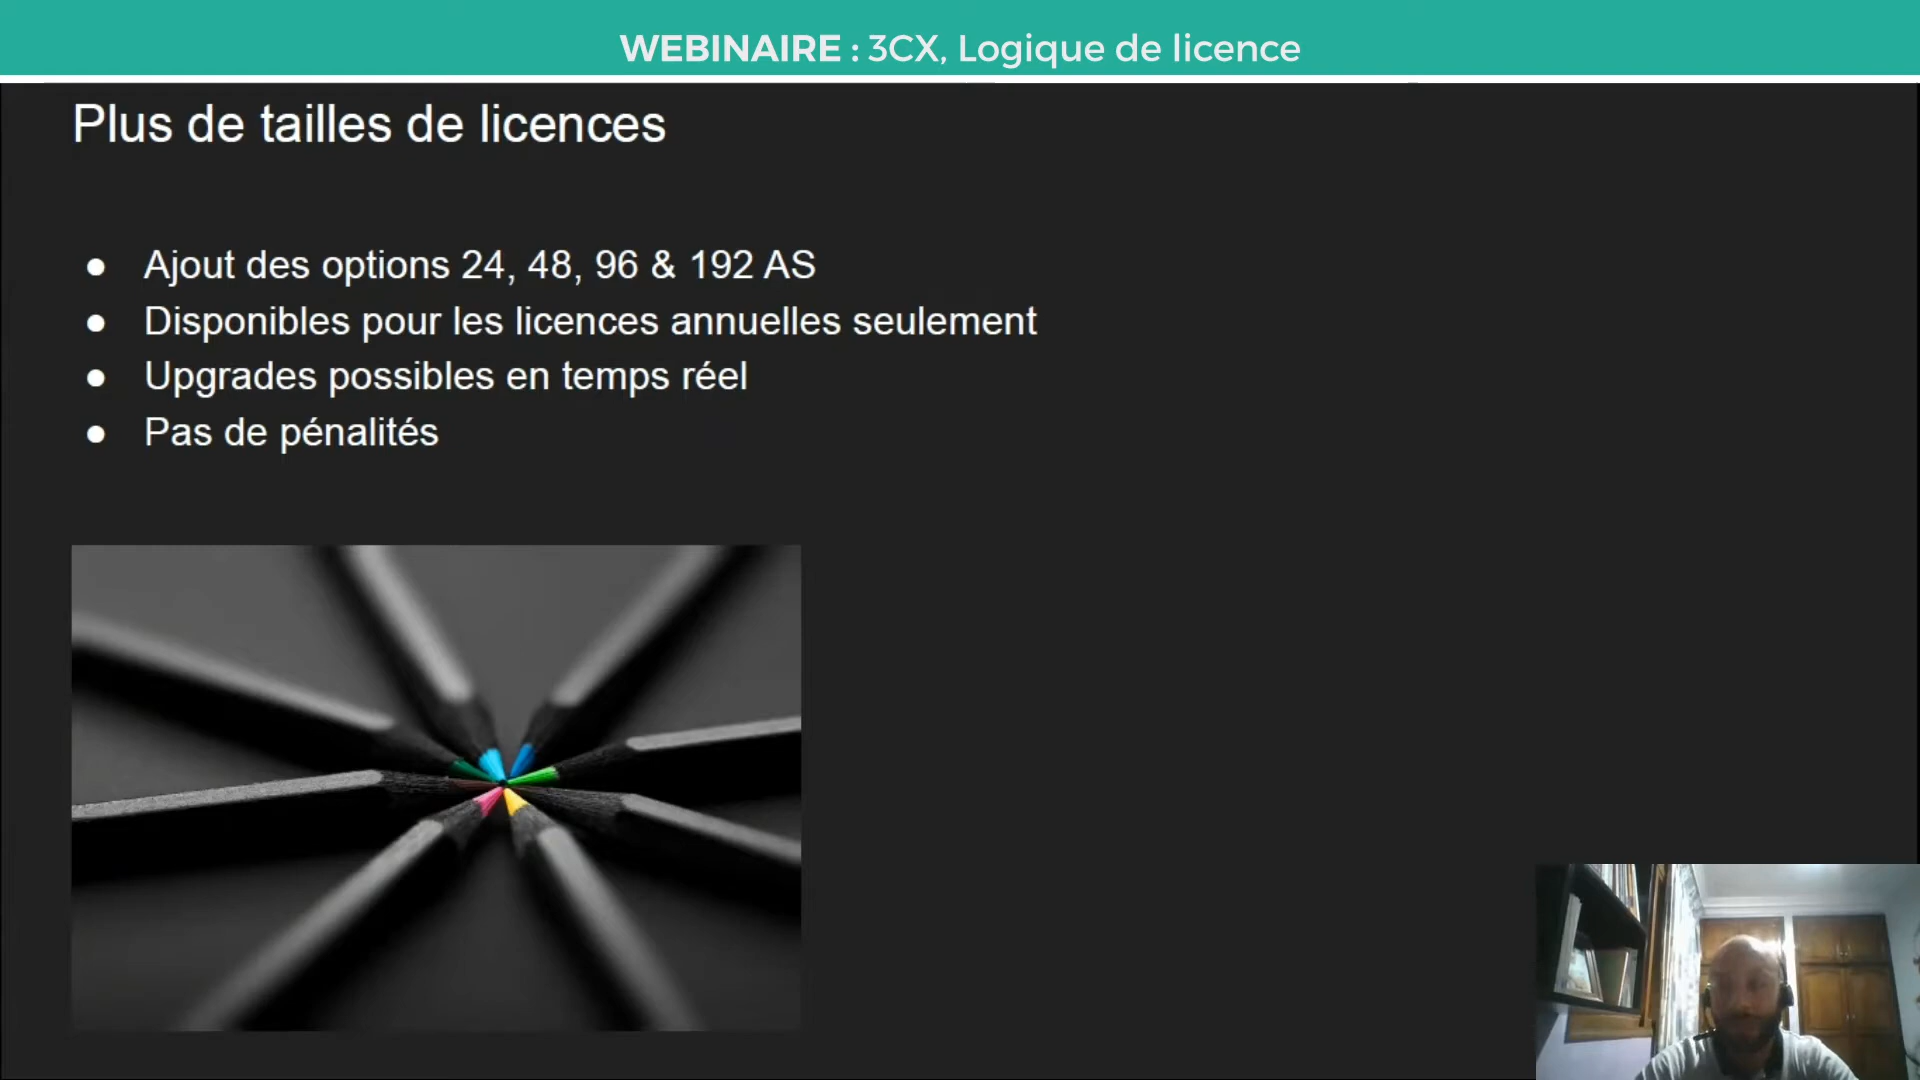 WEBINAIRE : 3CX, Logique de licence
Plus de tailles de licences
● Ajout des options 24, 48, 96 & 192 AS
● Disponibles pour les licences annuelles seulement
● Upgrades possibles en temps réel
● Pas de pénalités